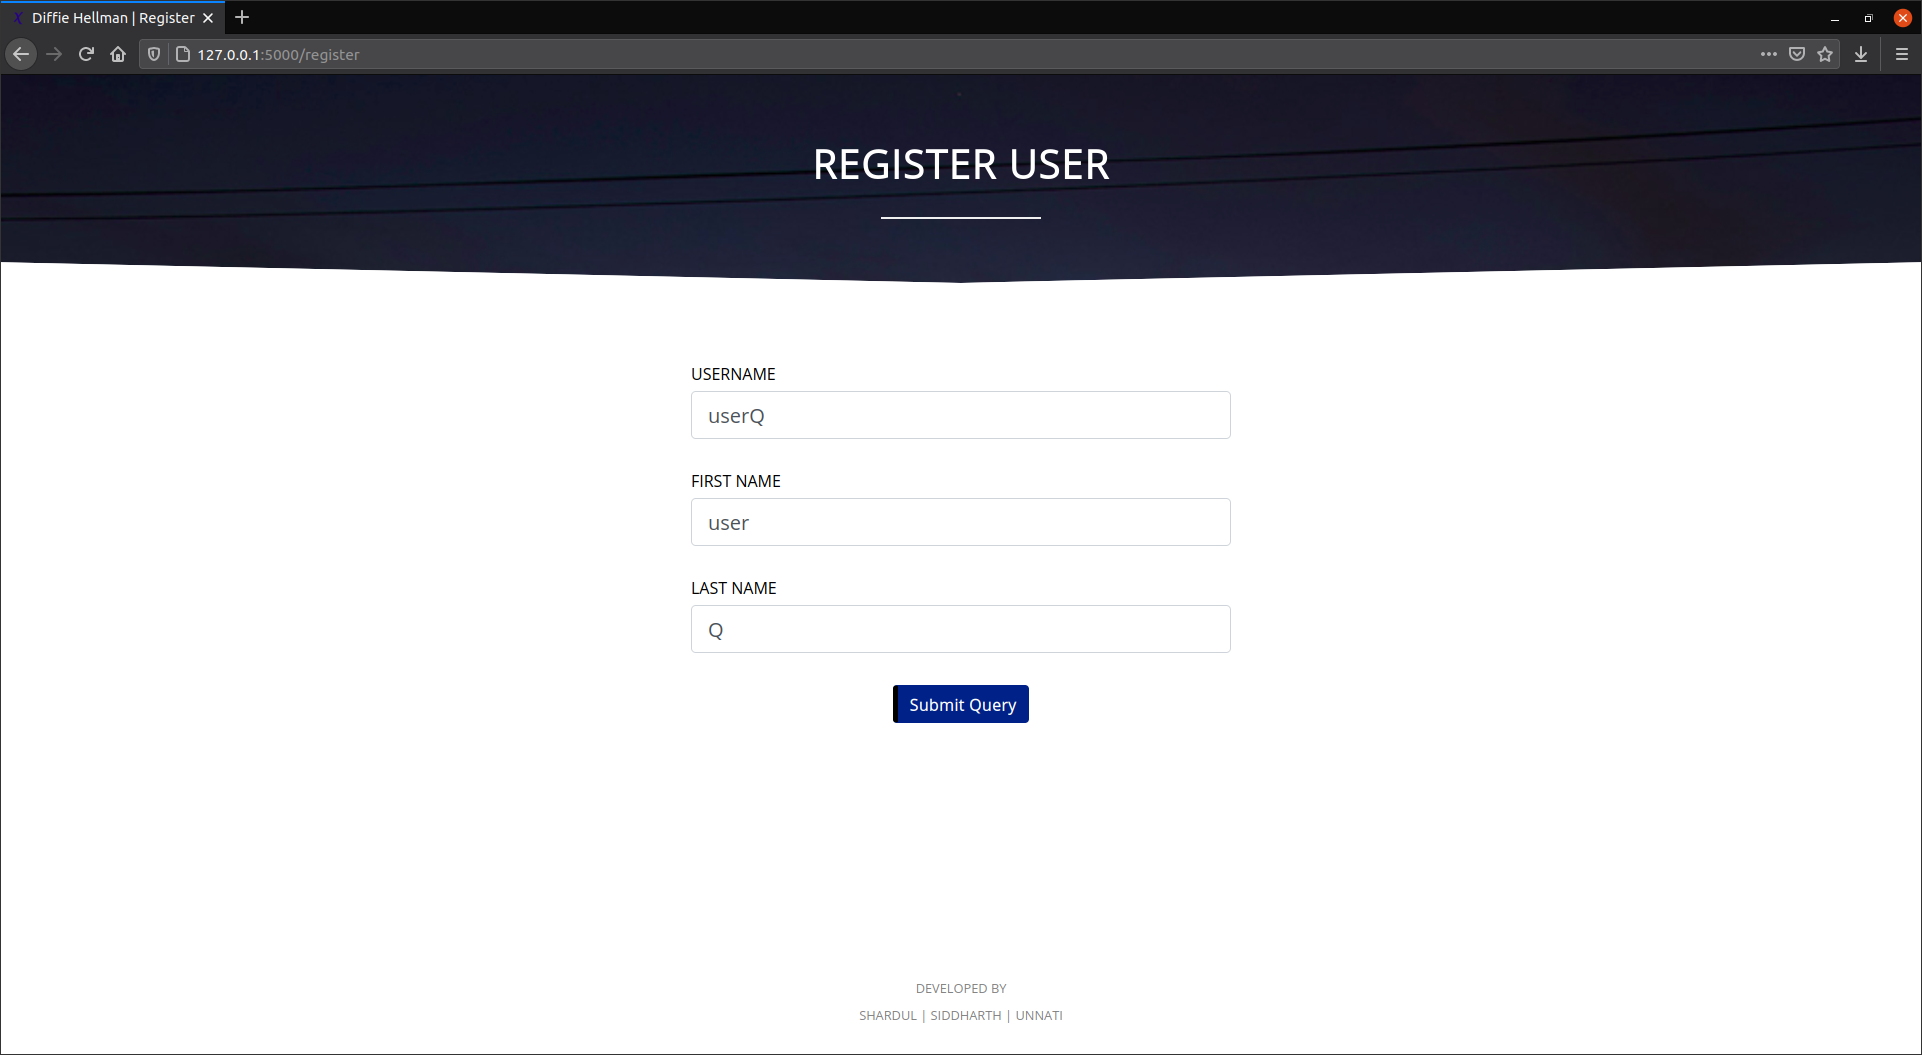 Diffie Hellman | Register
127.0.0.1:5000/register
REGISTER USER
USERNAME
userQ
FIRST NAME
user
LAST NAME
Q
Submit Query
DEVELOPED BY
SHARDUL | SIDDHARTH | UNNATI